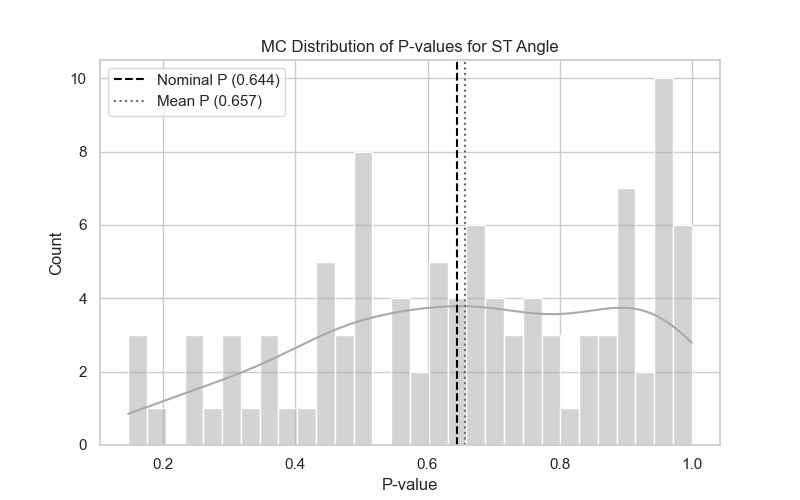 MC Distribution of P-values for ST Angle
Nominal P (0.644)
Mean P (0.657)
Count
10
8
6
4
2
0
0.2 0.4 0.6 0.8 1.0
P-value